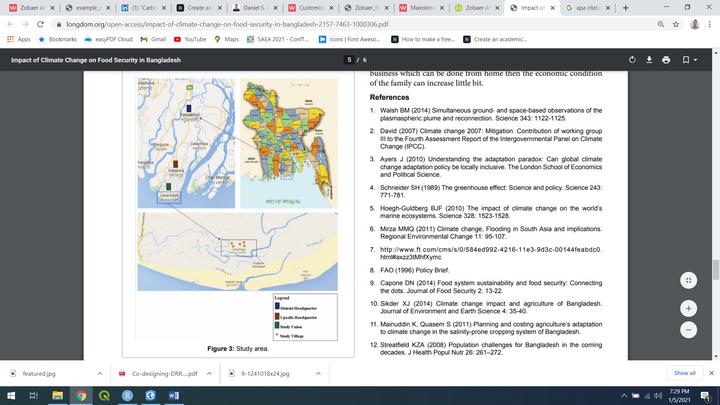 Zobaer Al
example_
(1) "Carbo
Create an
Daniel S.
Customize
Zobaer_P
Mainstrea
Zobaer Al
Impact of
apa citatio
longdom.org/open-access/impact-of-climate-change-on-food-security-in-bangladesh-2157-7463-1000306.pdf
Apps
Bookmarks
easyPDF Cloud
Gmail
YouTube
Maps
SAEA 2021 - Conf1...
Icons | Font Aweso...
How to make a free...
Create an academic...
Impact of Climate Change on Food Security in Bangladesh
5 / 6
business which can be done from home then the economic condition
of the family can increase little bit.
References
1. Walsh BM (2014) Simultaneous ground- and space-based observations of the
plasmaspheric plume and reconnection. Science 343: 1122-1125.
2. David (2007) Climate change 2007: Mitigation. Contribution of working group
III to the Fourth Assessment Report of the Intergovernmental Panel on Climate
Change (IPCC).
3. Ayers J (2010) Understanding the adaptation paradox: Can global climate
change adaptation policy be locally inclusive. The London School of Economics
and Political Science.
4. Schneider SH (1989) The greenhouse effect: Science and policy. Science 243:
771-781.
5. Hoegh-Guldberg BJF (2010) The impact of climate change on the world's
marine ecosystems. Science 328: 1523-1528.
6. Mirza MMQ (2011) Climate change, Flooding in South Asia and implications.
Regional Environmental Change 11: 95-107.
7. http://www.ft.com/cms/s/0/584ed992-4216-11e3-9d3c-00144feabdc0.
html#axzz3tMhfXymc
8. FAO (1996) Policy Brief.
9. Capone DN (2014) Food system sustainability and food security: Connecting
the dots. Journal of Food Security 2: 13-22.
10. Sikder XJ (2014) Climate change impact and agriculture of Bangladesh.
Journal of Environment and Earth Science 4: 35-40.
11. Mainuddin K, Quasem S (2011) Planning and costing agriculture's adaptation
to climate change in the salinity-prone cropping system of Bangladesh.
12. Streatfield KZA (2008) Population challenges for Bangladesh in the coming
decades. J Health Popul Nutr 26: 261-272.
BAY OF BENGAL
Legend
District Headquarter
Upazila Headquarter
Study Union
Study Village
Figure 3: Study area.
featured.jpg
Co-designing-DRR....pdf
9-1241018x24.jpg
Show all
7:29 PM
1/5/2021